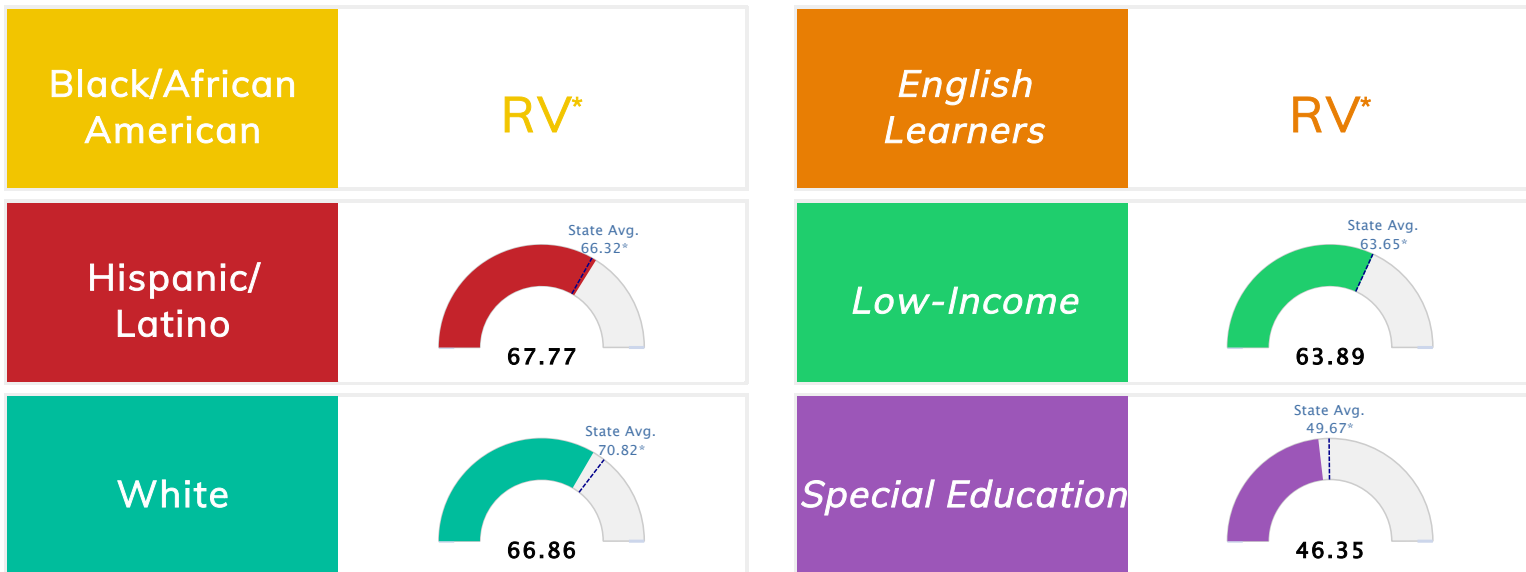 Black/African
American
RV*
English
Learners
RV*
Hispanic/
Latino
State Avg.
66.32*
67.77
Low-Income
State Avg.
63.65*
63.89
White
State Avg.
70.82*
66.86
Special Education
State Avg.
49.67*
46.35